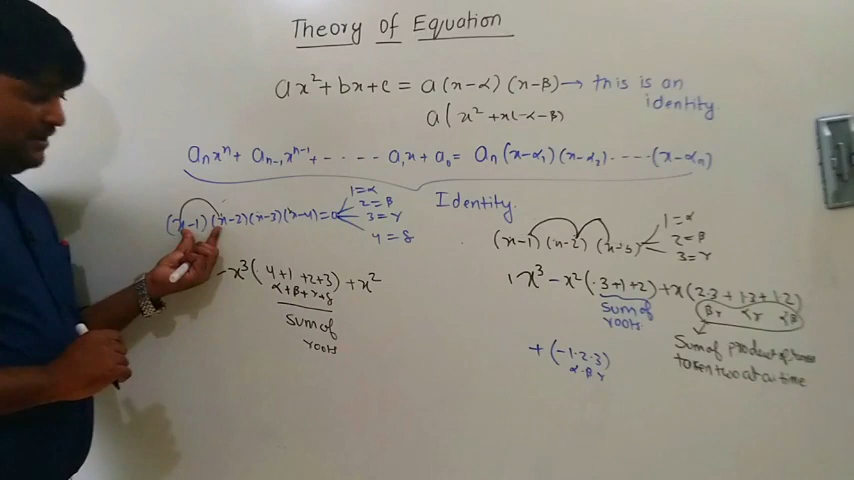 Theory of Equation
ax² + bx + c = a(x-α)(x-β) → this is an
identity
a(x² + x(-α-β)
aₙxⁿ + aₙ₋₁xⁿ⁻¹ + ..... a₁x + a₀ = aₙ(x-α₁)(x-α₂).....(x-αₙ)
Identity.
(x-1)(x-2)(x-3)(x-4)=0
1=α
2=β
3=γ
4=δ
-x³(4+1+2+3)+x²
α+β+γ+δ
sum of
roots
(x-1)(x-2)(x-3)
1=α
2=β
3=γ
1x³ - x²(3+1+2) + x(2.3+1.3+1.2)
sum of
roots
βγ αγ αβ
Sum of product of roots
taken two at a time
+(-1.2.3)
α.β.γ